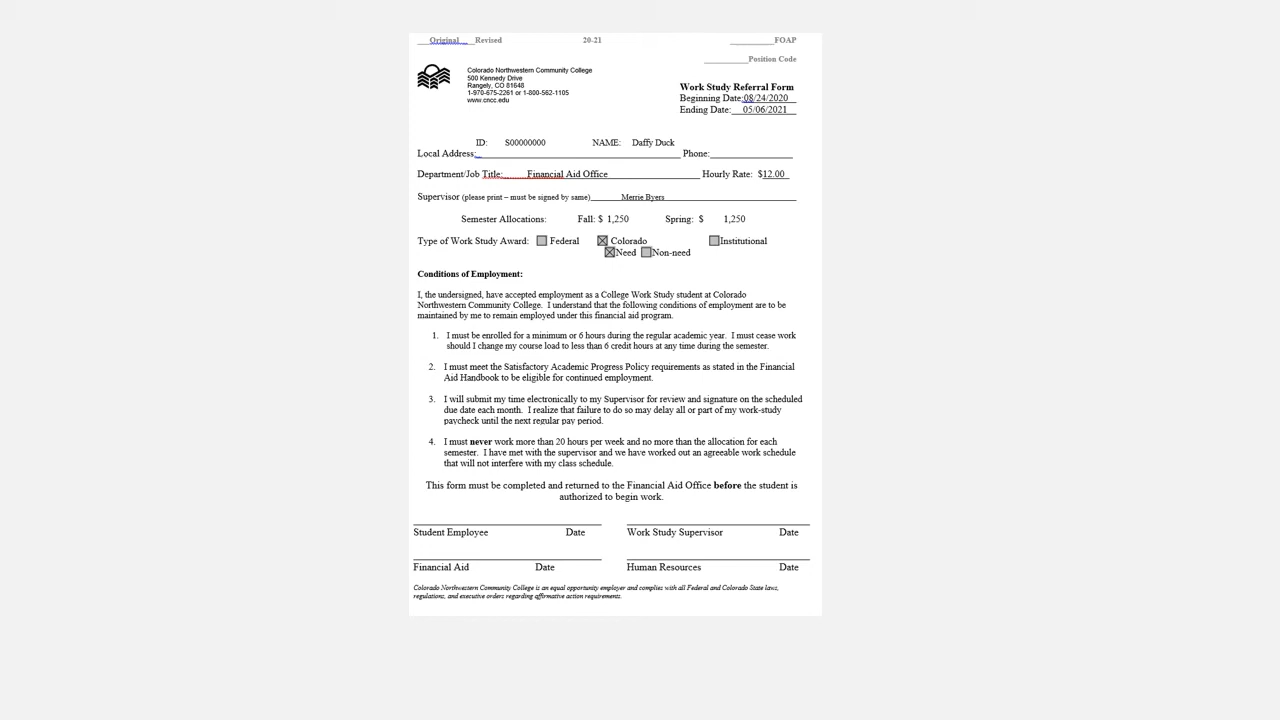 ____Original____Revised 20-21 ___________FOAP
___________Position Code
Colorado Northwestern Community College
500 Kennedy Drive
Rangely, CO 81648
1-970-675-2261 or 1-800-562-1105
www.cncc.edu
Work Study Referral Form
Beginning Date:08/24/2020
Ending Date: 05/06/2021
ID: S00000000 NAME: Daffy Duck
Local Address: Phone:
Department/Job Title: Financial Aid Office Hourly Rate: $12.00
Supervisor (please print – must be signed by same) Merrie Byers
Semester Allocations: Fall: $ 1,250 Spring: $ 1,250
Type of Work Study Award: ☐ Federal ☒ Colorado ☐Institutional
☒Need ☐Non-need
Conditions of Employment:
I, the undersigned, have accepted employment as a College Work Study student at Colorado
Northwestern Community College. I understand that the following conditions of employment are to be
maintained by me to remain employed under this financial aid program.
1. I must be enrolled for a minimum or 6 hours during the regular academic year. I must cease work
should I change my course load to less than 6 credit hours at any time during the semester.
2. I must meet the Satisfactory Academic Progress Policy requirements as stated in the Financial
Aid Handbook to be eligible for continued employment.
3. I will submit my time electronically to my Supervisor for review and signature on the scheduled
due date each month. I realize that failure to do so may delay all or part of my work-study
paycheck until the next regular pay period.
4. I must never work more than 20 hours per week and no more than the allocation for each
semester. I have met with the supervisor and we have worked out an agreeable work schedule
that will not interfere with my class schedule.
This form must be completed and returned to the Financial Aid Office before the student is
authorized to begin work.
Student Employee Date Work Study Supervisor Date
Financial Aid Date Human Resources Date
Colorado Northwestern Community College is an equal opportunity employer and complies with all Federal and Colorado State laws,
regulations, and executive orders regarding affirmative action requirements.